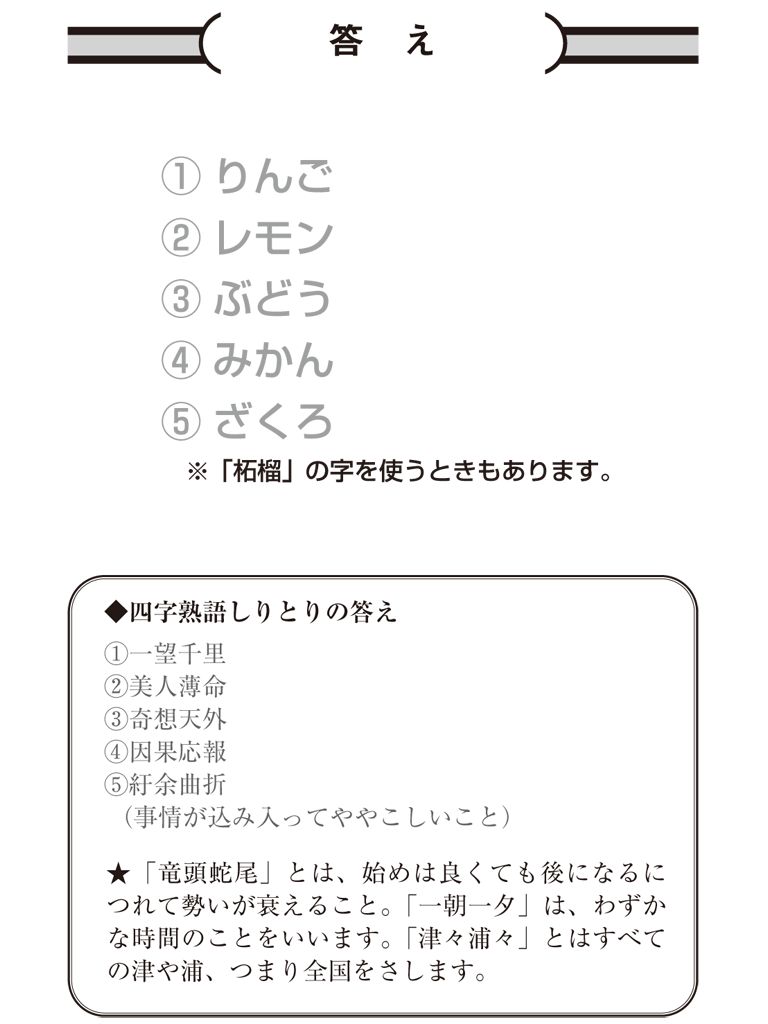 答 え
① りんご
② レモン
③ ぶどう
④ みかん
⑤ ざくろ
※「柘榴」の字を使うときもあります。
◆四字熟語しりとりの答え
①一望千里
②美人薄命
③奇想天外
④因果応報
⑤紆余曲折
（事情が込み入ってややこしいこと）
★「竜頭蛇尾」とは、始めは良くても後になるに
つれて勢いが衰えること。「一朝一夕」は、わずか
な時間のことをいいます。「津々浦々」とはすべて
の津や浦、つまり全国をさします。